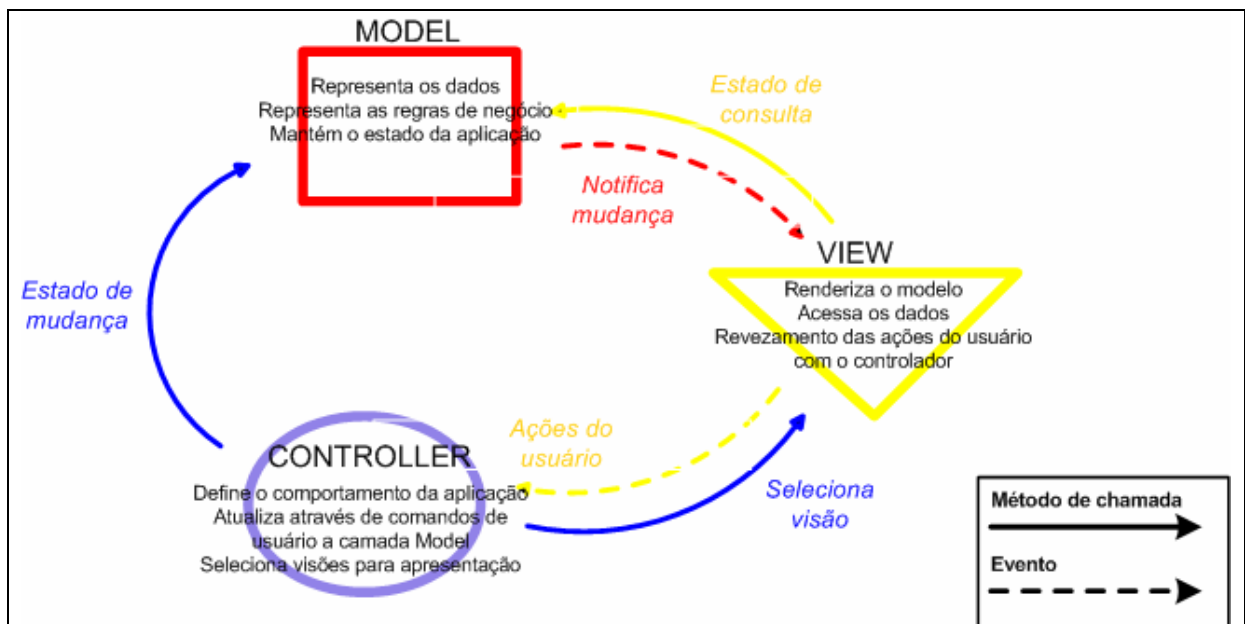 MODEL
Representa os dados
Representa as regras de negócio
Mantém o estado da aplicação
Estado de
consulta
Notifica
mudança
VIEW
Renderiza o modelo
Acessa os dados
Revezamento das ações do usuário
com o controlador
Estado de
mudança
Ações do
usuário
CONTROLLER
Define o comportamento da aplicação
Atualiza através de comandos de
usuário a camada Model
Seleciona visões para apresentação
Seleciona
visão
Método de chamada
Evento